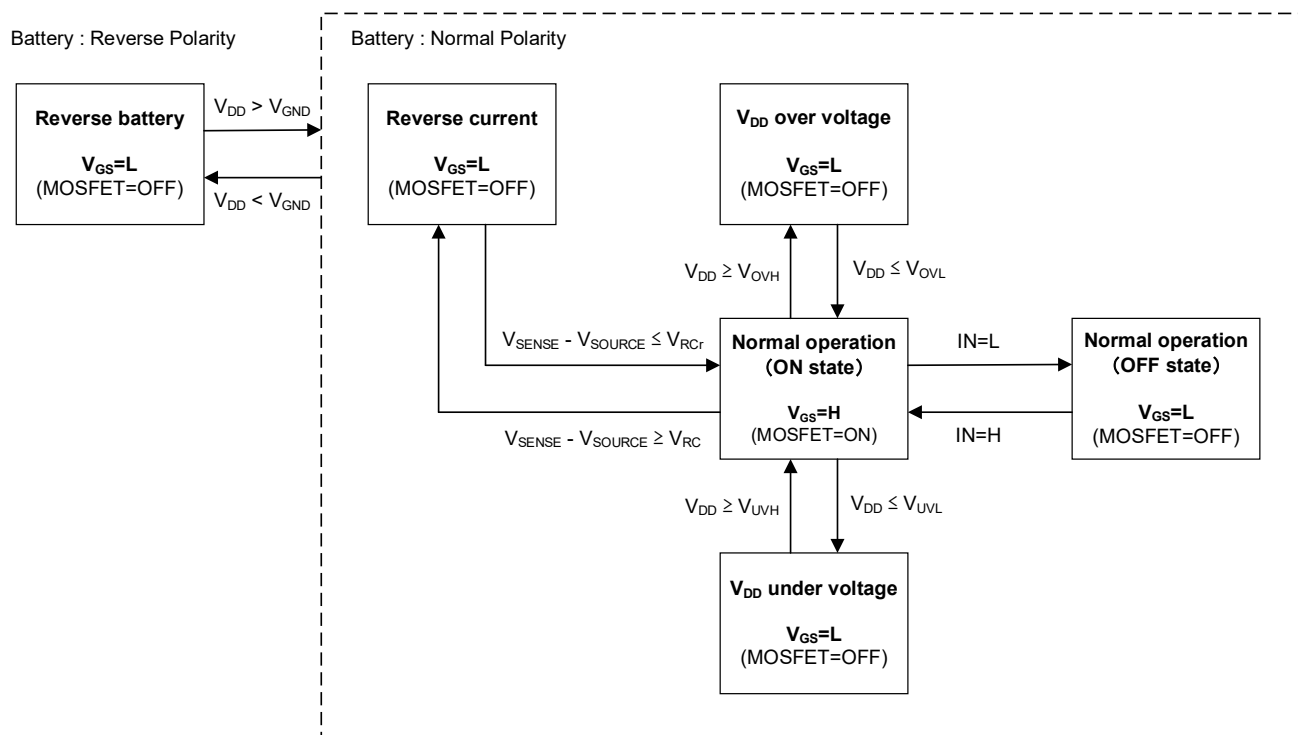 Battery : Reverse Polarity
Battery : Normal Polarity
Reverse battery
VGS=L
(MOSFET=OFF)
VDD > VGND
VDD < VGND
Reverse current
VGS=L
(MOSFET=OFF)
VDD over voltage
VGS=L
(MOSFET=OFF)
VDD ≥ VOVH
VDD ≤ VOVL
VSENSE - VSOURCE ≤ VRCr
VSENSE - VSOURCE ≥ VRC
Normal operation
(ON state)
VGS=H
(MOSFET=ON)
IN=L
IN=H
Normal operation
(OFF state)
VGS=L
(MOSFET=OFF)
VDD ≥ VUVH
VDD ≤ VUVL
VDD under voltage
VGS=L
(MOSFET=OFF)